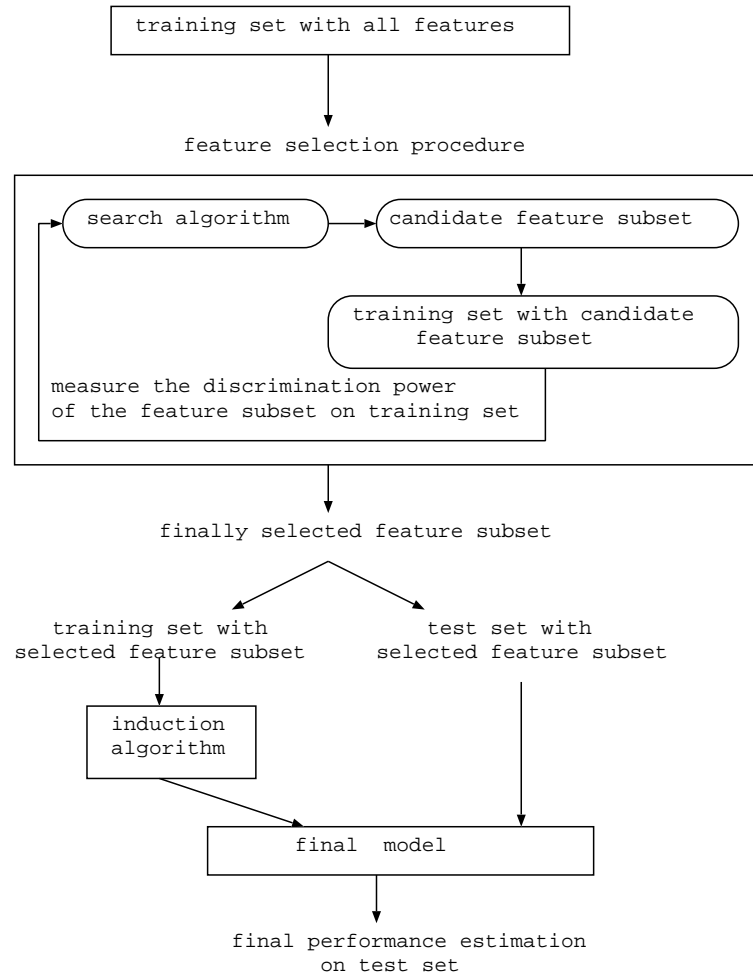 training set with all features
feature selection procedure
search algorithm
candidate feature subset
training set with candidate
feature subset
measure the discrimination power
of the feature subset on training set
finally selected feature subset
training set with
selected feature subset
test set with
selected feature subset
induction
algorithm
final model
final performance estimation
on test set